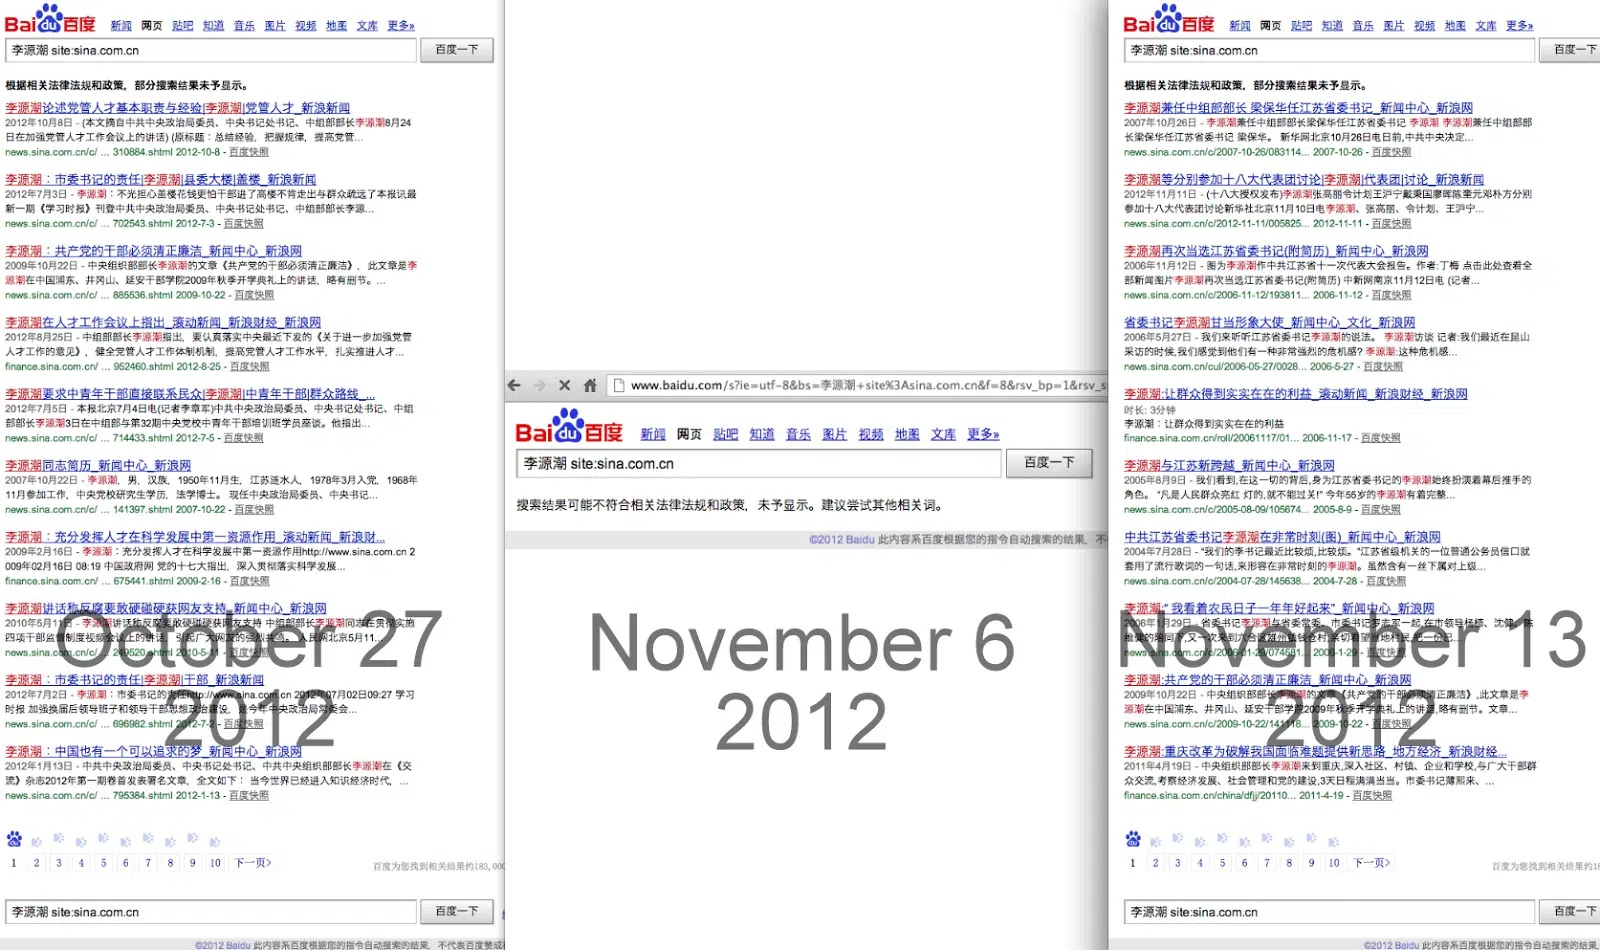 Bai du 百度 新闻 网页 贴吧 知道 音乐 图片 视频 地图 文库 更多»
李源潮 site:sina.com.cn 百度一下
根据相关法律法规和政策，部分搜索结果未予显示。
李源潮论述党管人才基本职责与经验|李源潮|党管人才_新浪新闻
2012年10月8日 - (本文摘自中共中央政治局委员、中央书记处书记、中组部部长李源潮8月24
日在加强党管人才工作会议上的讲话) (原标题：总结经验，把握规律，提高党管...
news.sina.com.cn/c/ ... 310884.shtml 2012-10-8 - 百度快照
李源潮：市委书记的责任|李源潮|县委大楼|盖楼_新浪新闻
2012年7月3日 - 李源潮：不光担心盖楼花钱更怕干部进了高楼不肯走出与群众疏远了本报讯最
新一期《学习时报》刊登中共中央政治局委员、中央书记处书记、中组部部长李源...
news.sina.com.cn/c/ ... 702543.shtml 2012-7-3 - 百度快照
李源潮：共产党的干部必须清正廉洁_新闻中心_新浪网
2009年10月22日 - 中央组织部部长李源潮的文章《共产党的干部必须清正廉洁》，此文章是李
源潮在中国浦东、井冈山、延安干部学院2009年秋季开学典礼上的讲话，略有删节。...
news.sina.com.cn/c/ ... 885536.shtml 2009-10-22 - 百度快照
李源潮在人才工作会议上指出_滚动新闻_新浪财经_新浪网
2012年8月25日 - 中组部部长李源潮指出，要认真落实中央最近下发的《关于进一步加强党管
人才工作的意见》，健全党管人才工作体制机制，提高党管人才工作水平，扎实推进人才...
finance.sina.com.cn/ ... 952460.shtml 2012-8-25 - 百度快照
李源潮要求中青年干部直接联系民众|李源潮|中青年干部|群众路线_...
2012年7月5日 - 本报北京7月4日电(记者李章军)中共中央政治局委员、中央书记处书记、中组
部部长李源潮3日在中组部与第32期中央党校中青年干部培训班学员座谈。他指出...
news.sina.com.cn/c/ ... 714433.shtml 2012-7-5 - 百度快照
李源潮同志简历_新闻中心_新浪网
2007年10月22日 - 李源潮，男，汉族，1950年11月生，江苏涟水人，1978年3月入党，1968年
11月参加工作，中央党校研究生学历，法学博士。 现任中央政治局委员、中央书记...
news.sina.com.cn/c/ ... 141397.shtml 2007-10-22 - 百度快照
李源潮：充分发挥人才在科学发展中第一资源作用_滚动新闻_新浪财...
2009年2月16日 - 李源潮：充分发挥人才在科学发展中第一资源作用http://www.sina.com.cn 2
009年02月16日 08:19 中国政府网 党的十七大指出，深入贯彻落实科学发展...
finance.sina.com.cn/ ... 675441.shtml 2009-2-16 - 百度快照
李源潮讲话称反腐要敢硬碰硬获网友支持_新闻中心_新浪网
2010年5月11日 - 李源潮讲话称反腐要敢硬碰硬获网友支持 中组部部长李源潮同志在贯彻实施
四项干部监督制度视频会议上的讲话，引起广大网友的强烈共鸣。 人民网北京5月11...
news.sina.com.cn/c/ ... 249520.shtml 2010-5-11 - 百度快照
李源潮：市委书记的责任|李源潮|干部_新浪新闻
2012年7月2日 - 李源潮：市委书记的责任http://www.sina.com.cn 2012年07月02日09:27 学习
时报 加强换届后领导班子和领导干部思想政治建设，是今年中央政治局常委会...
news.sina.com.cn/c/ ... 696982.shtml 2012-7-2 - 百度快照
李源潮：中国也有一个可以追求的梦_新闻中心_新浪网
2012年1月13日 - 中共中央政治局委员、中央书记处书记、中共中央组织部部长李源潮在《交
流》杂志2012年第一期卷首发表署名文章，全文如下： 当今世界已经进入知识经济时代，...
news.sina.com.cn/c/ ... 795384.shtml 2012-1-13 - 百度快照
October 27
2012
1 2 3 4 5 6 7 8 9 10 下一页>
百度为您找到相关结果约183,00
李源潮 site:sina.com.cn 百度一下
©2012 Baidu 此内容系百度根据您的指令自动搜索的结果，不代表百度赞成
www.baidu.com/s?ie=utf-8&bs=李源潮+site%3Asina.com.cn&f=8&rsv_bp=1&rsv_s
Bai du 百度 新闻 网页 贴吧 知道 音乐 图片 视频 地图 文库 更多»
李源潮 site:sina.com.cn 百度一下
搜索结果可能不符合相关法律法规和政策，未予显示。建议尝试其他相关词。
©2012 Baidu 此内容系百度根据您的指令自动搜索的结果，不
November 6
2012
Bai du 百度 新闻 网页 贴吧 知道 音乐 图片 视频 地图 文库 更多»
李源潮 site:sina.com.cn 百度一下
根据相关法律法规和政策，部分搜索结果未予显示。
李源潮兼任中组部部长 梁保华任江苏省委书记_新闻中心_新浪网
2007年10月26日 - 李源潮兼任中组部部长梁保华任江苏省委书记 李源潮 李源潮兼任中组部部
长梁保华任江苏省委书记 梁保华。 新华网北京10月26日电日前,中共中央决定...
news.sina.com.cn/c/2007-10-26/083114... 2007-10-26 - 百度快照
李源潮等分别参加十八大代表团讨论|李源潮|代表团|讨论_新浪新闻
2012年11月11日 - (十八大授权发布)李源潮张高丽令计划王沪宁戴秉国廖晖陈奎元邓朴方分别
参加十八大代表团讨论新华社北京11月10日电李源潮、张高丽、令计划、王沪宁...
news.sina.com.cn/c/2012-11-11/005825... 2012-11-11 - 百度快照
李源潮再次当选江苏省委书记(附简历)_新闻中心_新浪网
2006年11月12日 - 图为李源潮作中共江苏省十一次代表大会报告。作者:丁梅 点击此处查看全
部新闻图片李源潮再次当选江苏省委书记(附简历) 中新网南京11月12日电 (记者...
news.sina.com.cn/c/2006-11-12/193811... 2006-11-12 - 百度快照
省委书记李源潮甘当形象大使_新闻中心_文化_新浪网
2006年5月27日 - 我们来听听江苏省委书记李源潮的说法。 李源潮访谈 记者:我们最近在昆山
采访的时候,我们感觉到他们有一种非常强烈的危机感? 李源潮:这种危机感...
news.sina.com.cn/cul/2006-05-27/0028... 2006-5-27 - 百度快照
李源潮:让群众得到实实在在的利益_滚动新闻_新浪财经_新浪网
时长: 3分钟
李源潮：让群众得到实实在在的利益
finance.sina.com.cn/roll/20061117/01... 2006-11-17 - 百度快照
李源潮与江苏新跨越_新闻中心_新浪网
2005年8月9日 - 我们看到,在这一切的背后,身为江苏省委书记的李源潮始终扮演着幕后推手的
角色。 “凡是人民群众亮红 灯的,就不能过关!” 今年55岁的李源潮有着完整...
news.sina.com.cn/c/2005-08-09/105674... 2005-8-9 - 百度快照
中共江苏省委书记李源潮在非常时刻(图)_新闻中心_新浪网
2004年7月28日 - “我们的李书记最近比较烦,比较烦。”江苏省级机关的一位普通公务员信口就
套用了流行歌词的一句话,来形容在非常时刻的李源潮。虽然含有一丝下属对上级...
news.sina.com.cn/c/2004-07-28/145638... 2004-7-28 - 百度快照
李源潮:“ 我看着农民日子一年年好起来”_新闻中心_新浪网
2006年1月29日 - 省委书记李源潮与省委常委、市委书记罗志军一起,在市领导杨植、沈健、陈
维健的陪同下,又一次来到六合区雄州镇钱仓村,亲切看望当地村民,把一份记...
news.sina.com.cn/c/2006-01-29/074581... 2006-1-29 - 百度快照
李源潮:共产党的干部必须清正廉洁_新闻中心_新浪网
2009年10月22日 - 中央组织部部长李源潮的文章《共产党的干部必须清正廉洁》,此文章是李
源潮在中国浦东、井冈山、延安干部学院2009年秋季开学典礼上的讲话,略有删节。文章...
news.sina.com.cn/c/2009-10-22/141118... 2009-10-22 - 百度快照
李源潮:重庆改革为破解我国面临难题提供新思路_地方经济_新浪财经...
2011年4月19日 - 中央组织部部长李源潮来到重庆,深入社区、村镇、企业和学校,与广大干部群
众交流,考察经济发展、社会管理和党的建设,3天日程满满当当。市委书记薄熙来、...
finance.sina.com.cn/china/dfjj/20110... 2011-4-19 - 百度快照
November 13
2012
1 2 3 4 5 6 7 8 9 10 下一页>
百度为您找到相关结果约18
李源潮 site:sina.com.cn 百度一下
©2012 Baidu 此内容系百度根据您的指令自动搜索的结果,